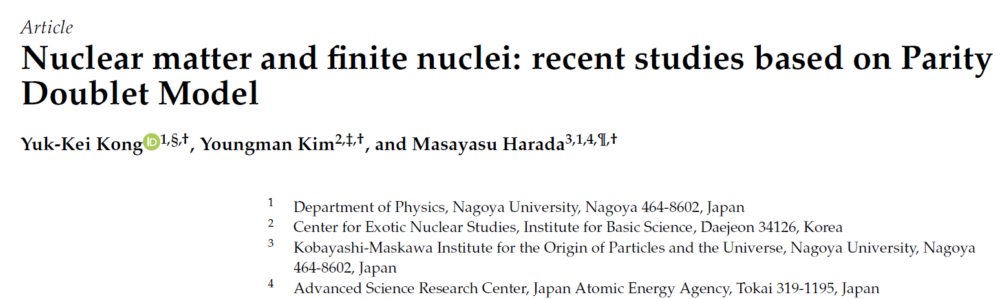 Article
Nuclear matter and finite nuclei: recent studies based on Parity
Doublet Model
Yuk-Kei Kong iD 1,§,†, Youngman Kim2,‡,†, and Masayasu Harada3,1,4,¶,†
1 Department of Physics, Nagoya University, Nagoya 464-8602, Japan
2 Center for Exotic Nuclear Studies, Institute for Basic Science, Daejeon 34126, Korea
3 Kobayashi-Maskawa Institute for the Origin of Particles and the Universe, Nagoya University, Nagoya
464-8602, Japan
4 Advanced Science Research Center, Japan Atomic Energy Agency, Tokai 319-1195, Japan